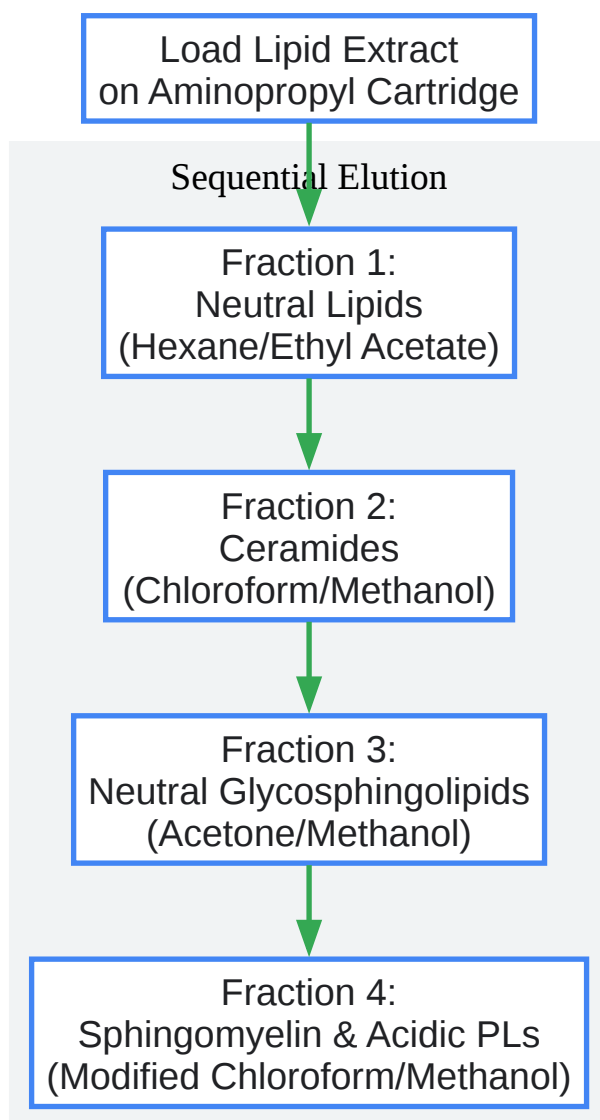 Load Lipid Extract
on Aminopropyl Cartridge
Sequential Elution
Fraction 1:
Neutral Lipids
(Hexane/Ethyl Acetate)
Fraction 2:
Ceramides
(Chloroform/Methanol)
Fraction 3:
Neutral Glycosphingolipids
(Acetone/Methanol)
Fraction 4:
Sphingomyelin & Acidic PLs
(Modified Chloroform/Methanol)